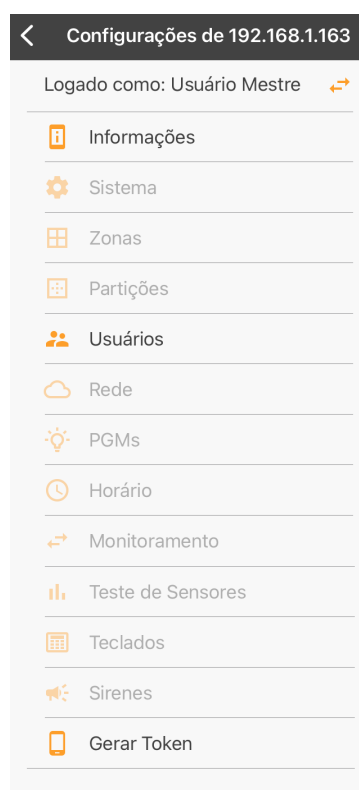 Configurações de 192.168.1.163
Logado como: Usuário Mestre
Informações
Sistema
Zonas
Partições
Usuários
Rede
PGMs
Horário
Monitoramento
Teste de Sensores
Teclados
Sirenes
Gerar Token